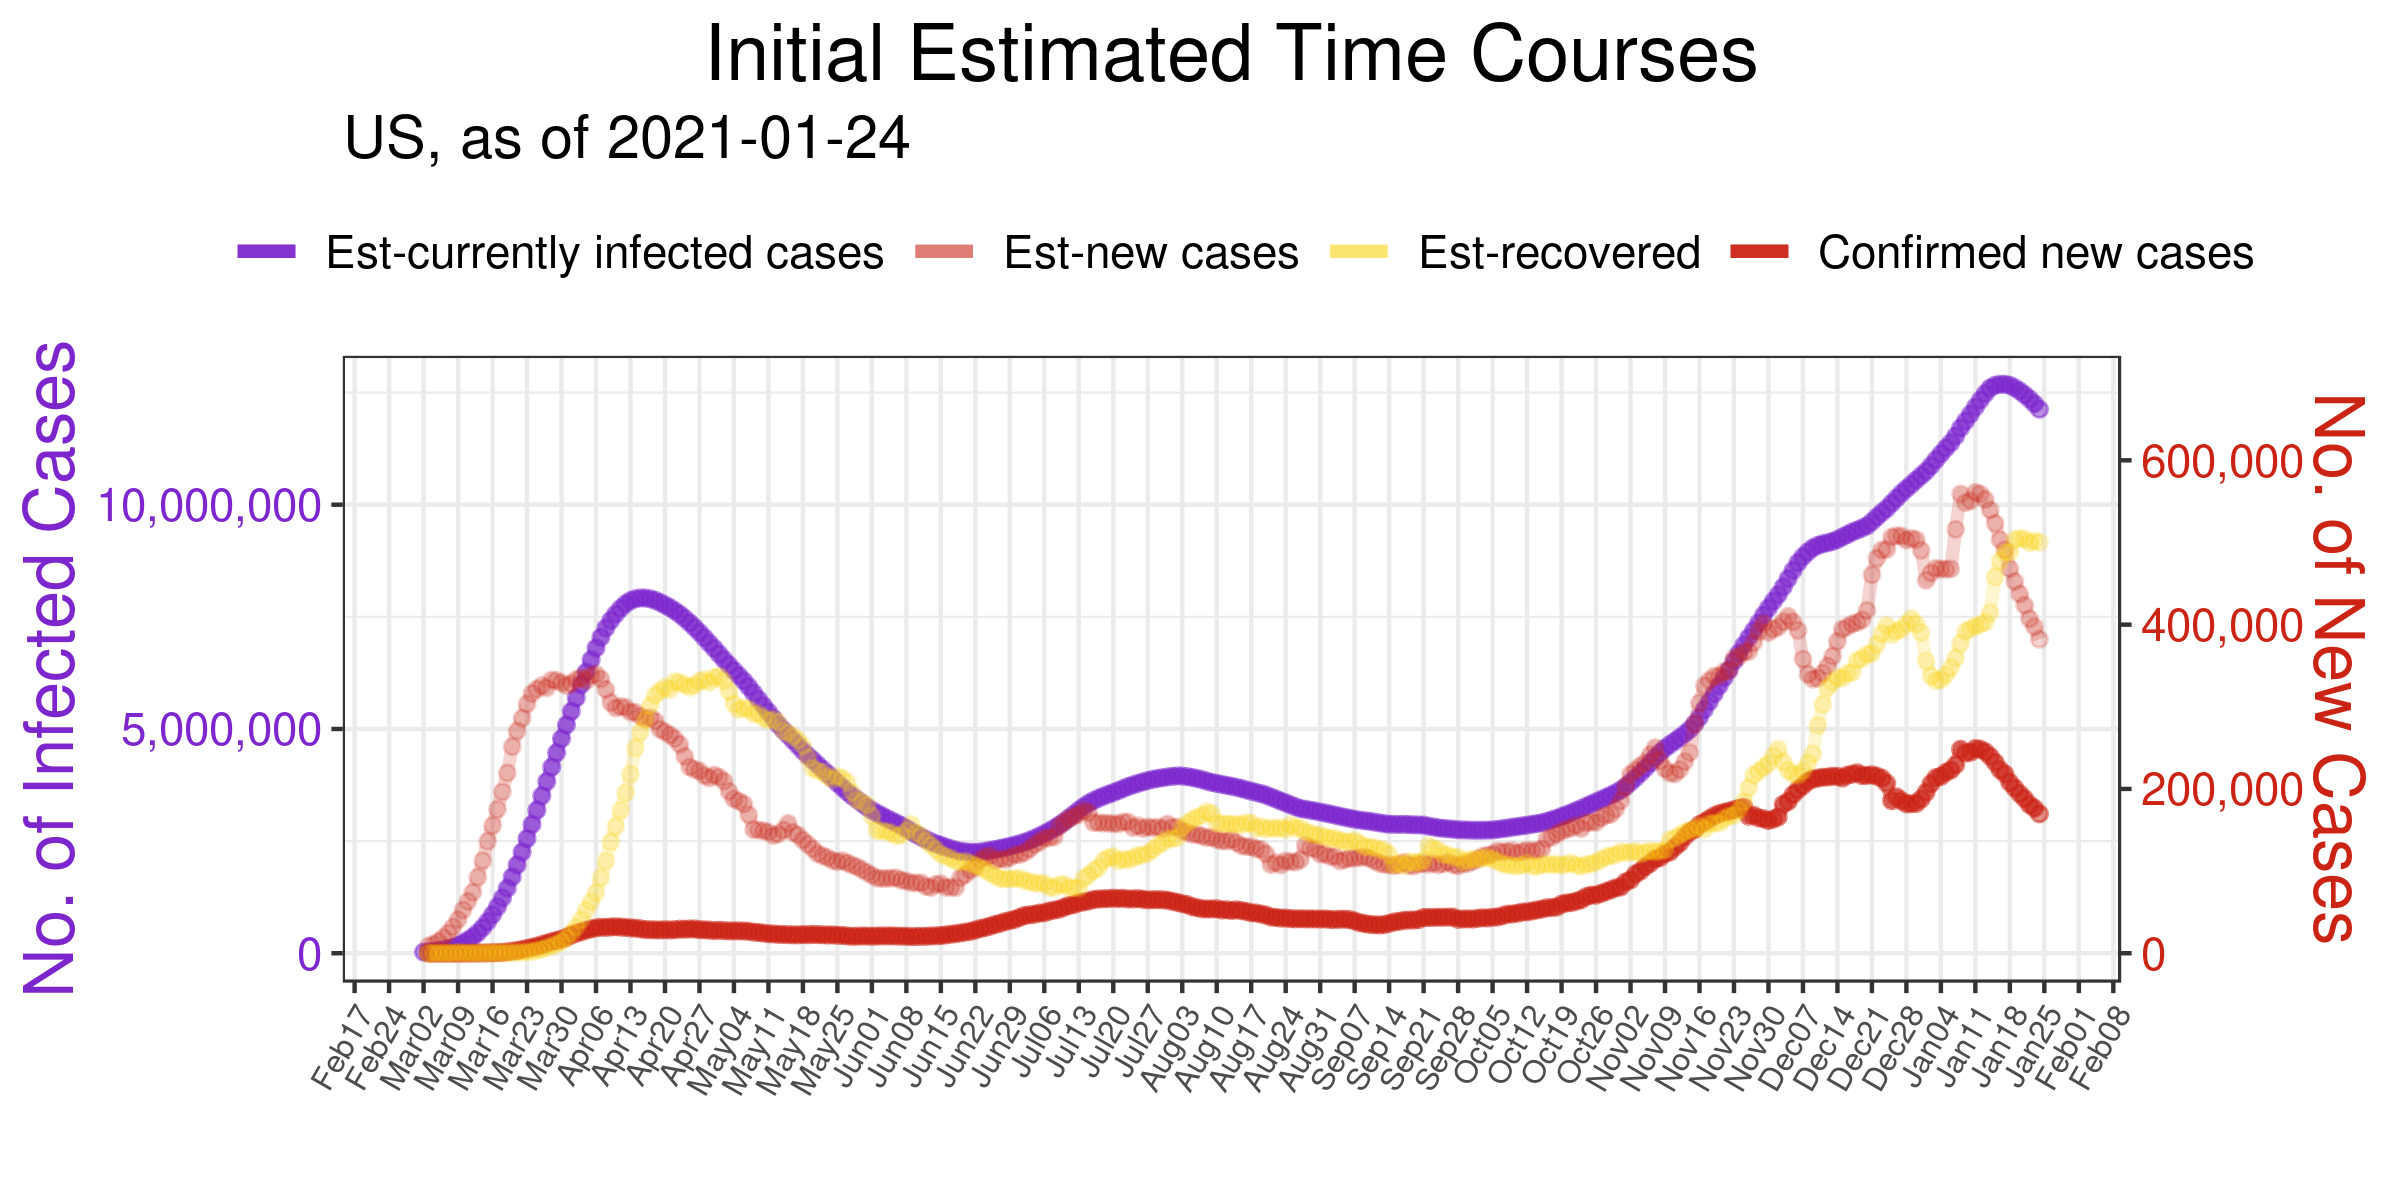 Initial Estimated Time Courses
US, as of 2021-01-24
Est-currently infected cases
Est-new cases
Est-recovered
Confirmed new cases
No. of Infected Cases
10,000,000
5,000,000
0
600,000
400,000
200,000
0
No. of New Cases
Feb17
Feb24
Mar02
Mar09
Mar16
Mar23
Mar30
Apr06
Apr13
Apr20
Apr27
May04
May11
May18
May25
Jun01
Jun08
Jun15
Jun22
Jun29
Jul06
Jul13
Jul20
Jul27
Aug03
Aug10
Aug17
Aug24
Aug31
Sep07
Sep14
Sep21
Sep28
Oct05
Oct12
Oct19
Oct26
Nov02
Nov09
Nov16
Nov23
Nov30
Dec07
Dec14
Dec21
Dec28
Jan04
Jan11
Jan18
Jan25
Feb01
Feb08